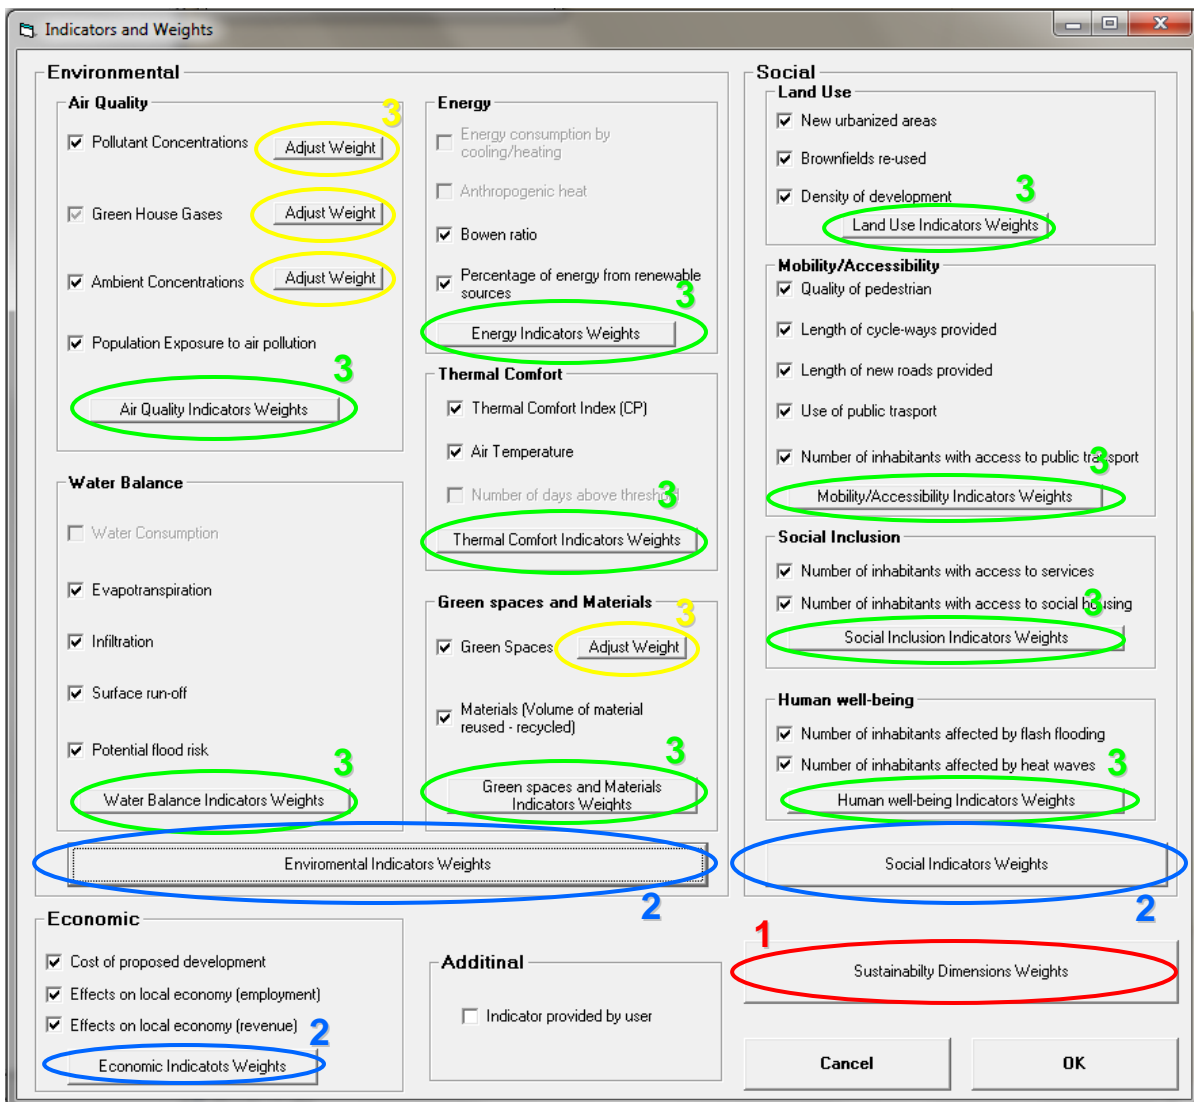 Indicators and Weights
Environmental
Air Quality
3
Pollutant Concentrations
Adjust Weight
Green House Gases
Adjust Weight
Ambient Concentrations
Adjust Weight
Population Exposure to air pollution
3
Air Quality Indicators Weights
Water Balance
Water Consumption
Evapotranspiration
Infiltration
Surface run-off
Potential flood risk
3
Water Balance Indicators Weights
Energy
Energy consumption by
cooling/heating
Anthropogenic heat
Bowen ratio
Percentage of energy from renewable
sources
3
Energy Indicators Weights
Thermal Comfort
Thermal Comfort Index (CP)
Air Temperature
Number of days above threshold
3
Thermal Comfort Indicators Weights
Green spaces and Materials
3
Green Spaces
Adjust Weight
Materials (Volume of material
reused - recycled)
3
Green spaces and Materials
Indicators Weights
Enviromental Indicators Weights
2
Social
Land Use
New urbanized areas
Brownfields re-used
Density of development
3
Land Use Indicators Weights
Mobility/Accessibility
Quality of pedestrian
Length of cycle-ways provided
Length of new roads provided
Use of public trasport
Number of inhabitants with access to public transport
3
Mobility/Accessibility Indicators Weights
Social Inclusion
Number of inhabitants with access to services
Number of inhabitants with access to social housing
3
Social Inclusion Indicators Weights
Human well-being
Number of inhabitants affected by flash flooding
Number of inhabitants affected by heat waves
3
Human well-being Indicators Weights
Social Indicators Weights
2
Economic
Cost of proposed development
Effects on local economy (employment)
Effects on local economy (revenue)
2
Economic Indicatots Weights
Additinal
Indicator provided by user
1
Sustainabilty Dimensions Weights
Cancel
OK